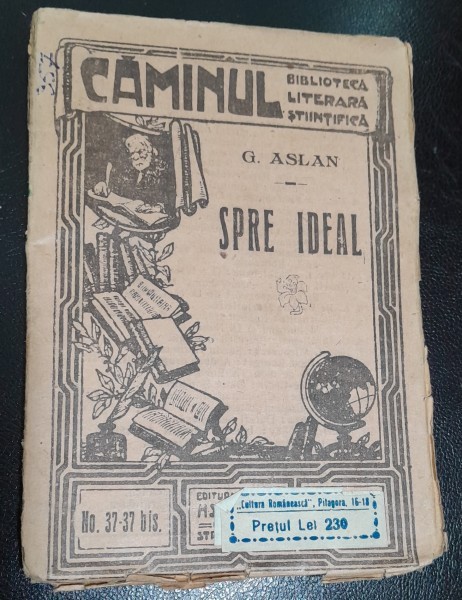 CĂMINUL
BIBLIOTECA
LITERARĂ
ȘTIINȚIFICĂ
G. ASLAN
SPRE IDEAL
No. 37-37 bis.
EDITURA
„Cultura Românească", Pitagora, 16-18
Prețul Lei 230